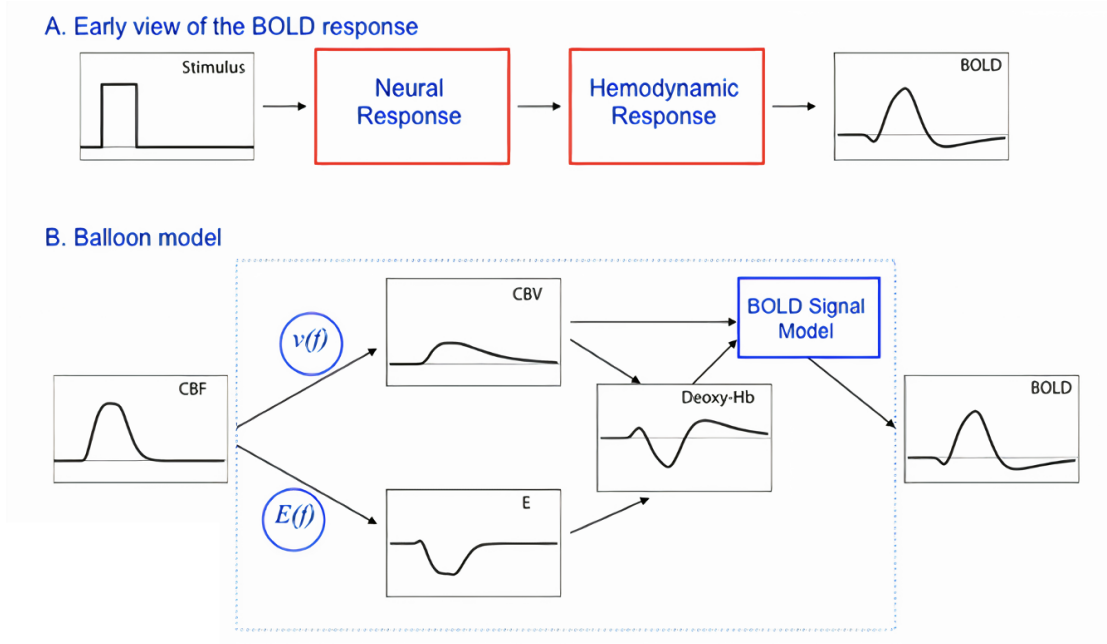 A. Early view of the BOLD response
Stimulus
Neural
Response
Hemodynamic
Response
BOLD
B. Balloon model
CBF
v(f)
E(f)
CBV
E
Deoxy-Hb
BOLD Signal
Model
BOLD